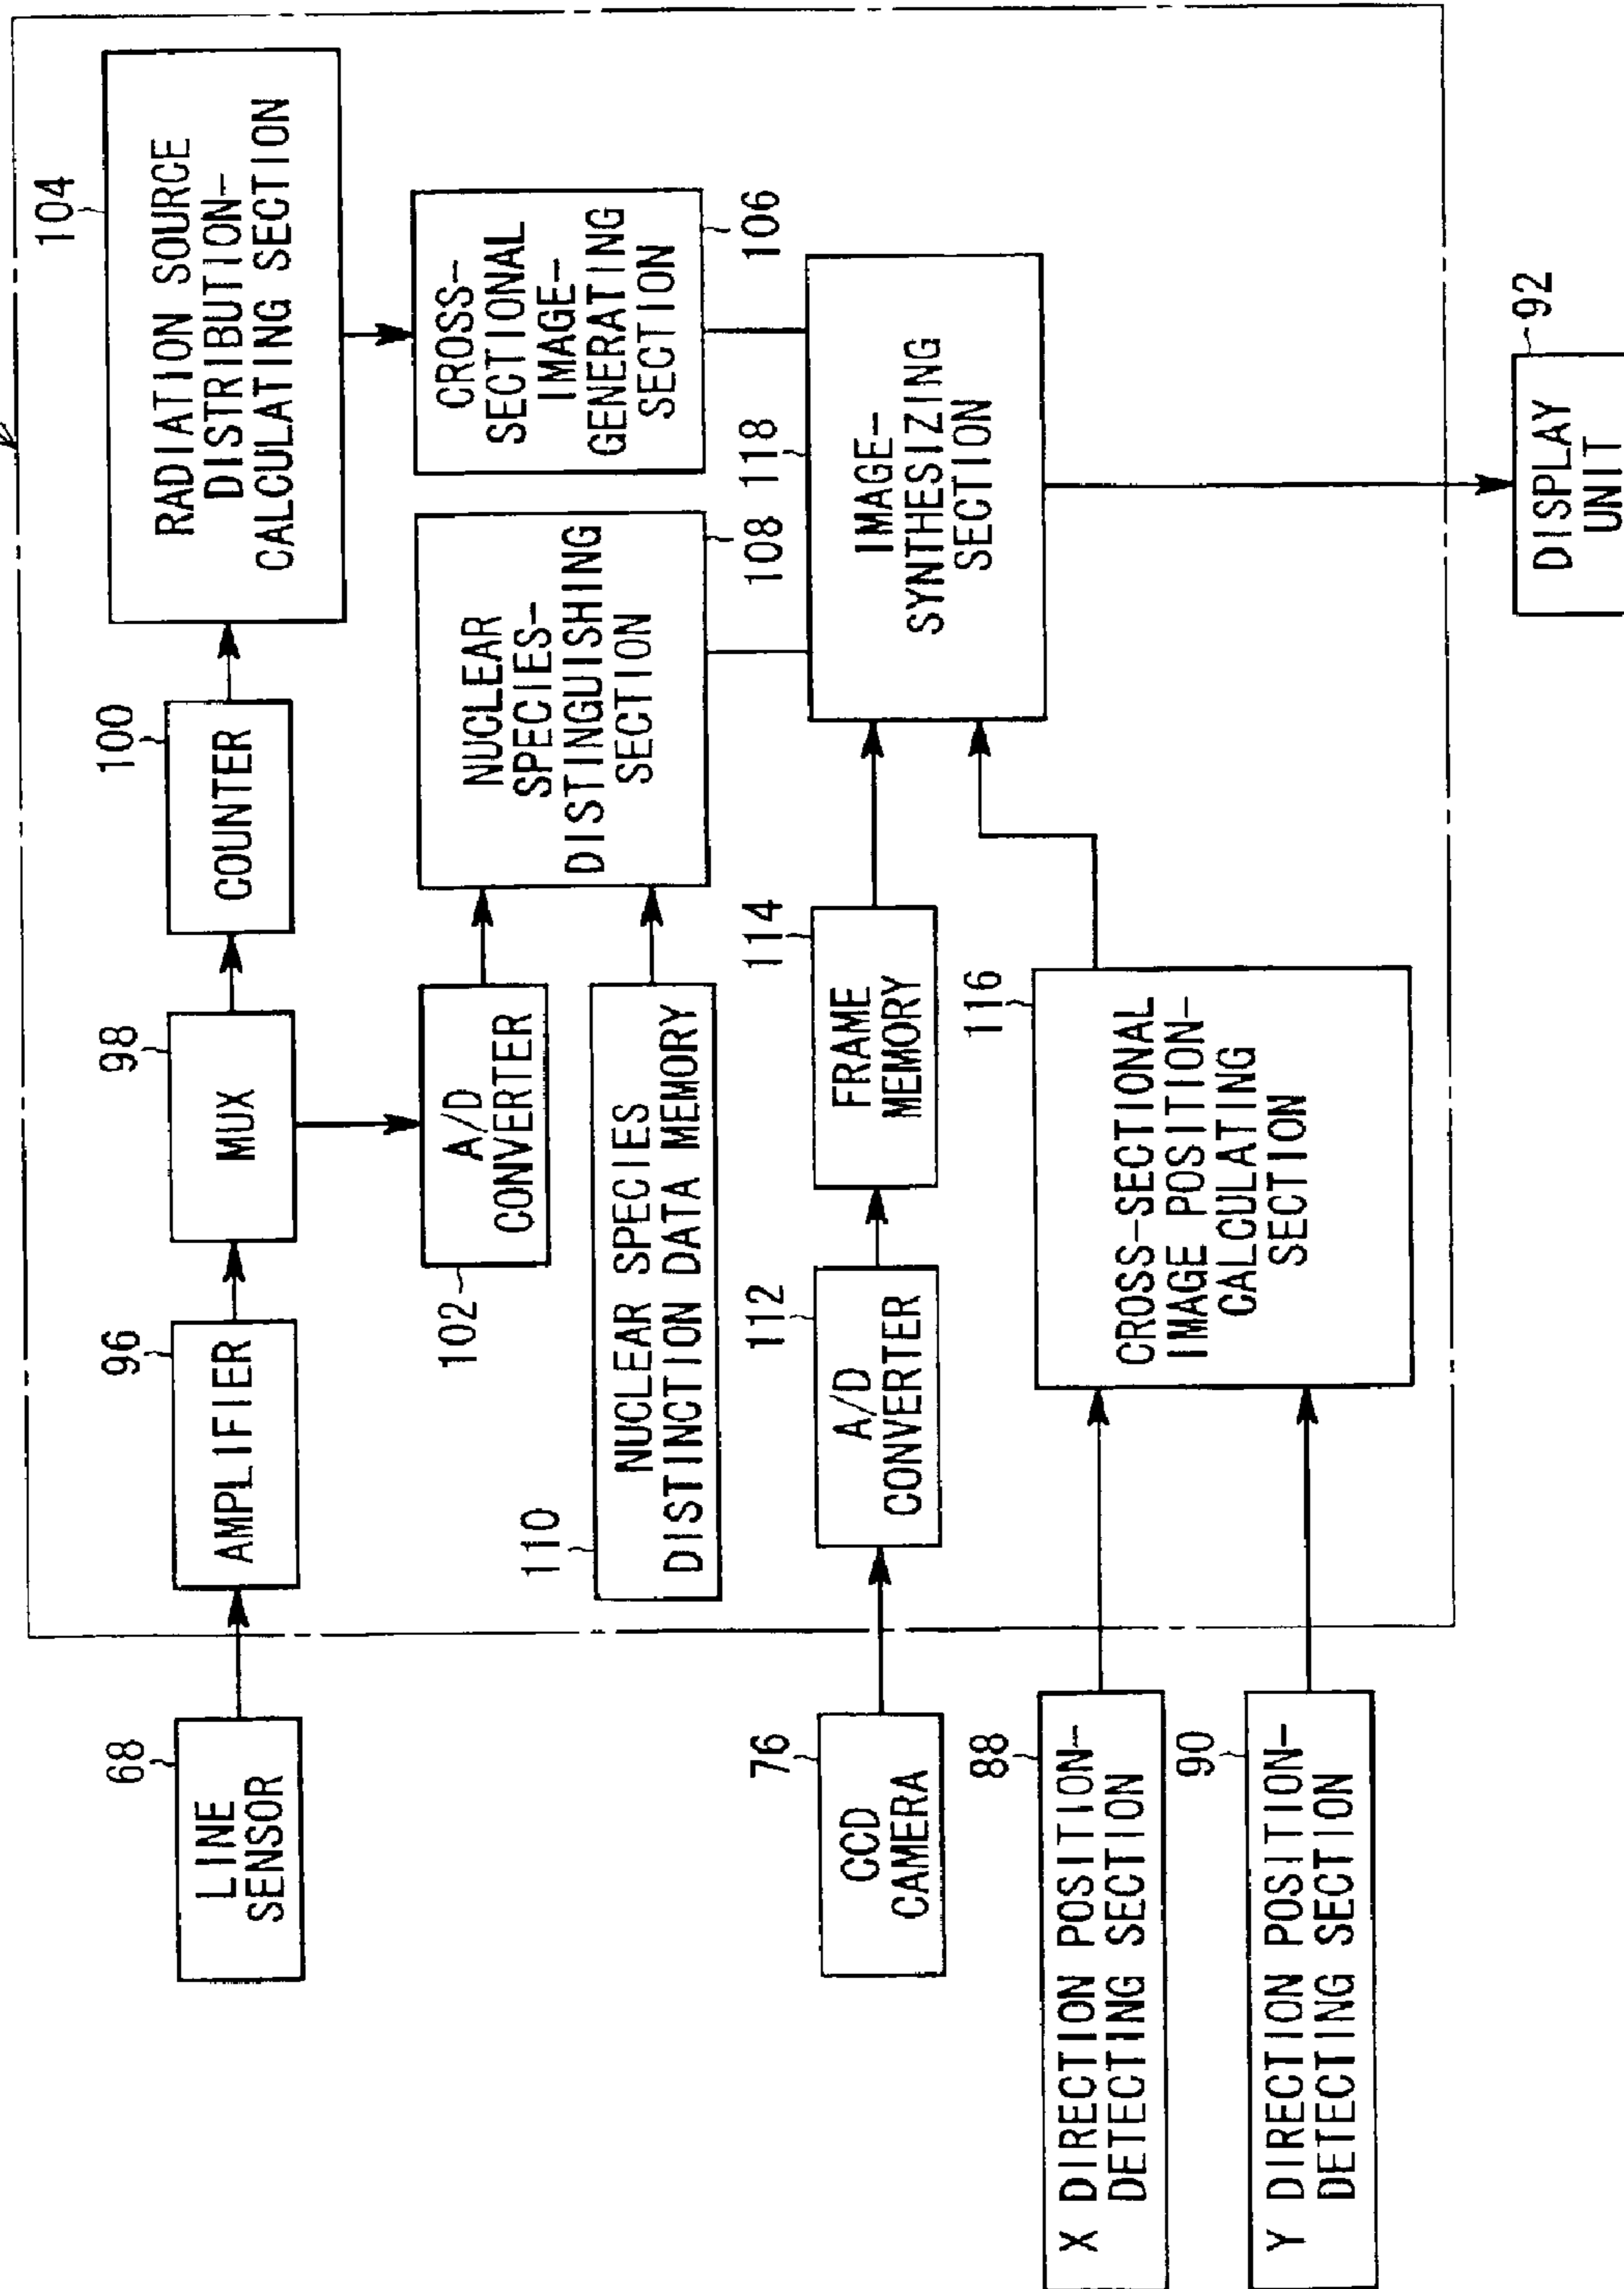 68
LINE
SENSOR
96
AMPLIFIER
98
MUX
100
COUNTER
104
RADIATION SOURCE
DISTRIBUTION–
CALCULATING SECTION
102
A/D
CONVERTER
110
NUCLEAR SPECIES
DISTINCTION DATA MEMORY
NUCLEAR
SPECIES–
DISTINGUISHING
SECTION
108
CROSS–
SECTIONAL
IMAGE–
GENERATING
SECTION
106
76
CCD
CAMERA
112
A/D
CONVERTER
114
FRAME
MEMORY
118
IMAGE–
SYNTHESIZING
SECTION
88
X DIRECTION POSITION–
DETECTING SECTION
90
Y DIRECTION POSITION–
DETECTING SECTION
116
CROSS-SECTIONAL
IMAGE POSITION–
CALCULATING
SECTION
92
DISPLAY
UNIT